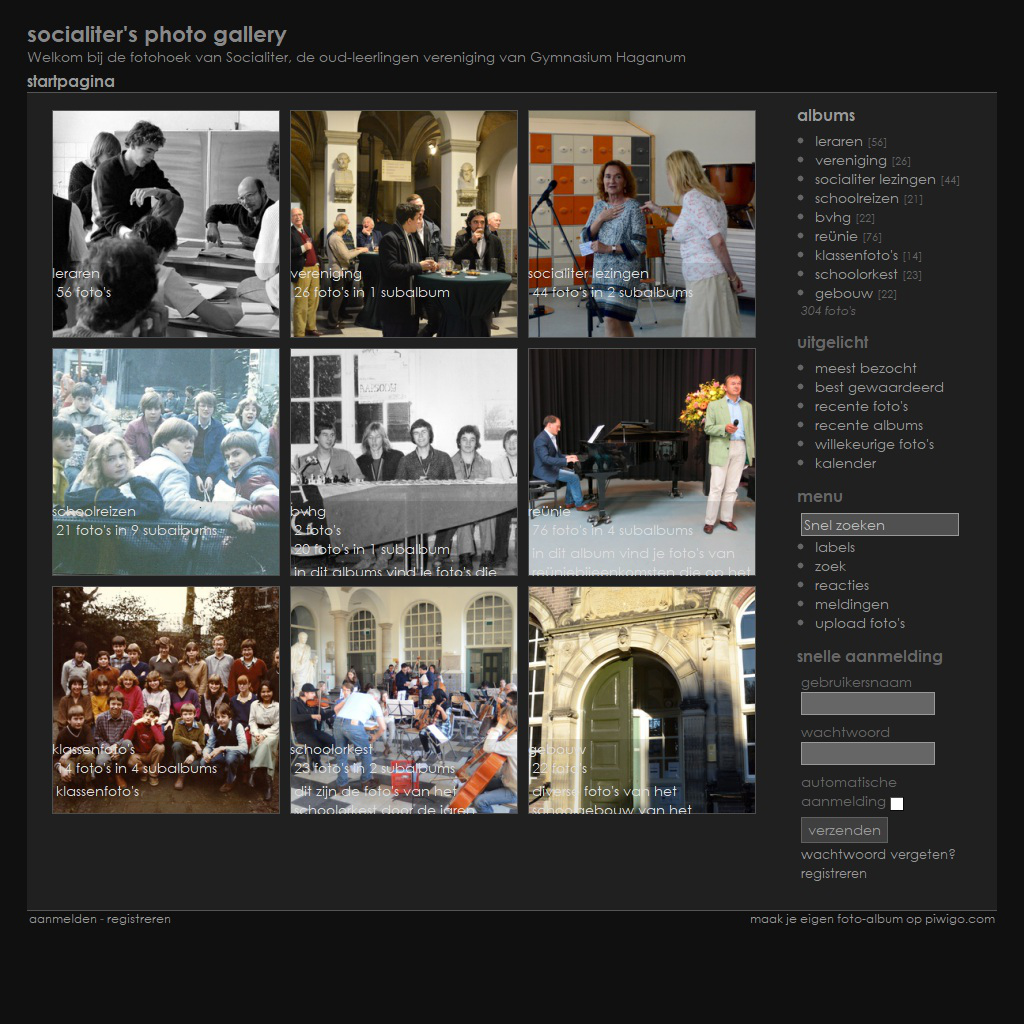 socialiter's photo gallery
Welkom bij de fotohoek van Socialiter, de oud-leerlingen vereniging van Gymnasium Haganum
startpagina
leraren
56 foto's
vereniging
26 foto's in 1 subalbum
socialiter lezingen
44 foto's in 2 subalbums
schoolreizen
21 foto's in 9 subalbums
bvhg
2 foto's
20 foto's in 1 subalbum
in dit albums vind je foto's die
reünie
76 foto's in 4 subalbums
in dit album vind je foto's van
reüniebijeenkomsten die op het
klassenfoto's
14 foto's in 4 subalbums
klassenfoto's
schoolorkest
23 foto's in 2 subalbums
dit zijn de foto's van het
schoolorkest door de jaren
gebouw
22 foto's
diverse foto's van het
schoolgebouw van het
albums
leraren [56]
vereniging [26]
socialiter lezingen [44]
schoolreizen [21]
bvhg [22]
reünie [76]
klassenfoto's [14]
schoolorkest [23]
gebouw [22]
304 foto's
uitgelicht
meest bezocht
best gewaardeerd
recente foto's
recente albums
willekeurige foto's
kalender
menu
Snel zoeken
labels
zoek
reacties
meldingen
upload foto's
snelle aanmelding
gebruikersnaam
wachtwoord
automatische
aanmelding
verzenden
wachtwoord vergeten?
registreren
aanmelden - registreren
maak je eigen foto-album op piwigo.com